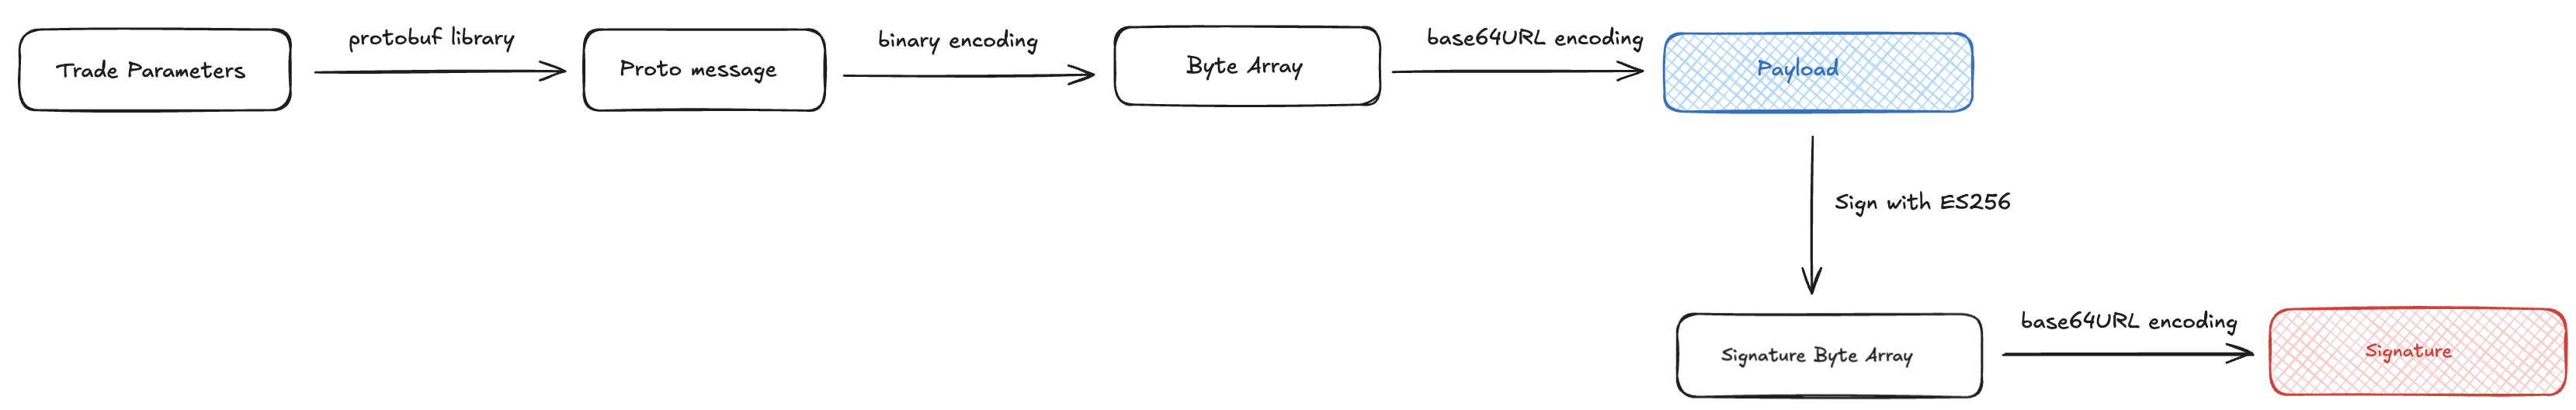 protobuf library
binary encoding
base64URL encoding
Trade Parameters
Proto message
Byte Array
Payload
Sign with ES256
base64URL encoding
Signature Byte Array
Signature